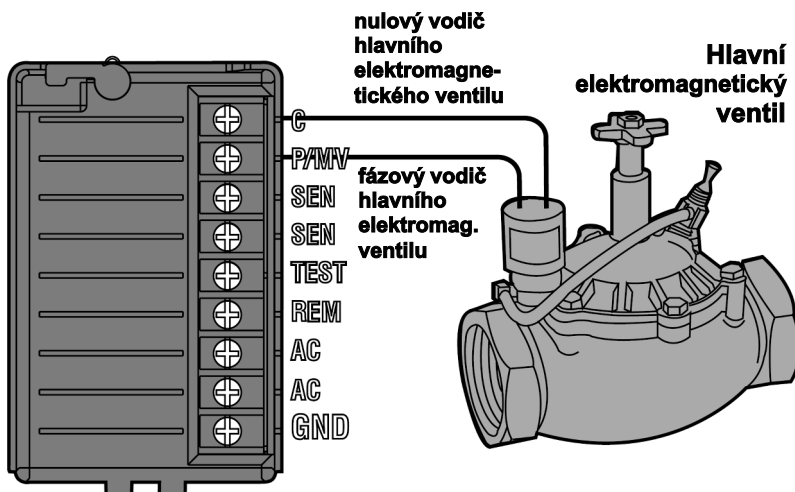 nulový vodič
hlavního
elektromagne-
tického ventilu
Hlavní
elektromagnetický
ventil
C
P/MV
fázový vodič
hlavního
elektromag.
ventilu
SEN
SEN
TEST
REM
AC
AC
GND